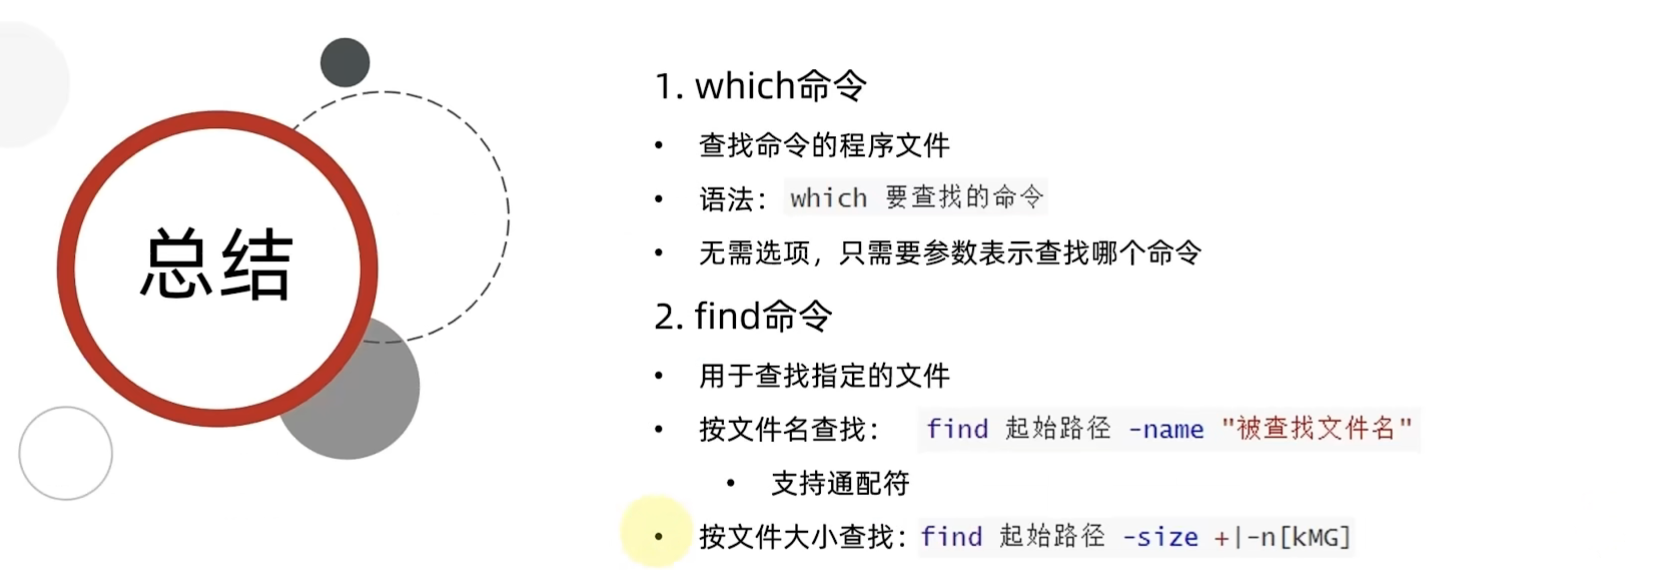 总结
1. which命令
• 查找命令的程序文件
• 语法： which 要查找的命令
• 无需选项，只需要参数表示查找哪个命令
2. find命令
• 用于查找指定的文件
• 按文件名查找： find 起始路径 -name "被查找文件名"
• 支持通配符
• 按文件大小查找：find 起始路径 -size +|-n[kMG]